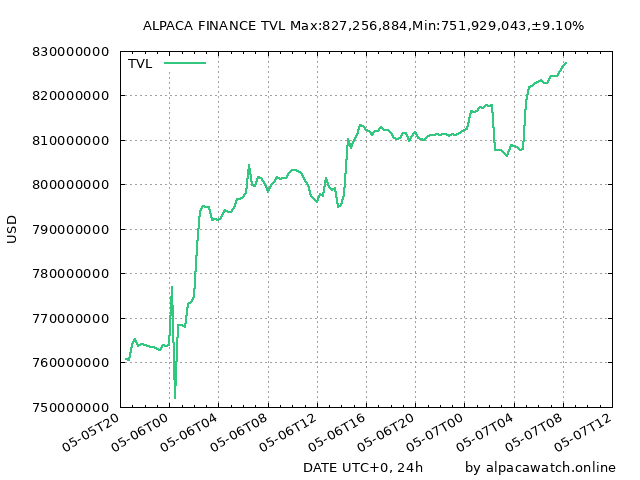 ALPACA FINANCE TVL Max:827,256,884,Min:751,929,043,±9.10%
830000000
TVL
820000000
810000000
800000000
790000000
USD
780000000
770000000
760000000
750000000
05-05T20
05-06T00
05-06T04
05-06T08
05-06T12
05-06T16
05-06T20
05-07T00
05-07T04
05-07T08
05-07T12
DATE UTC+0, 24h
by alpacawatch.online